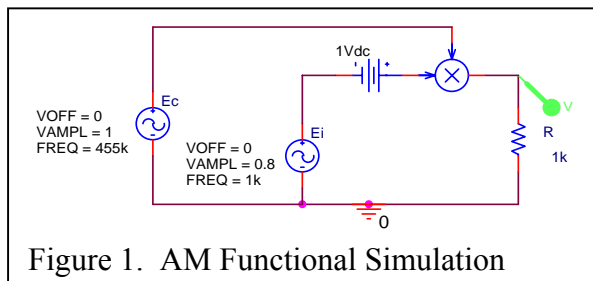 1Vdc
Ec
VOFF = 0
VAMPL = 1
FREQ = 455k
Ei
VOFF = 0
VAMPL = 0.8
FREQ = 1k
V
R
1k
0
Figure 1. AM Functional Simulation